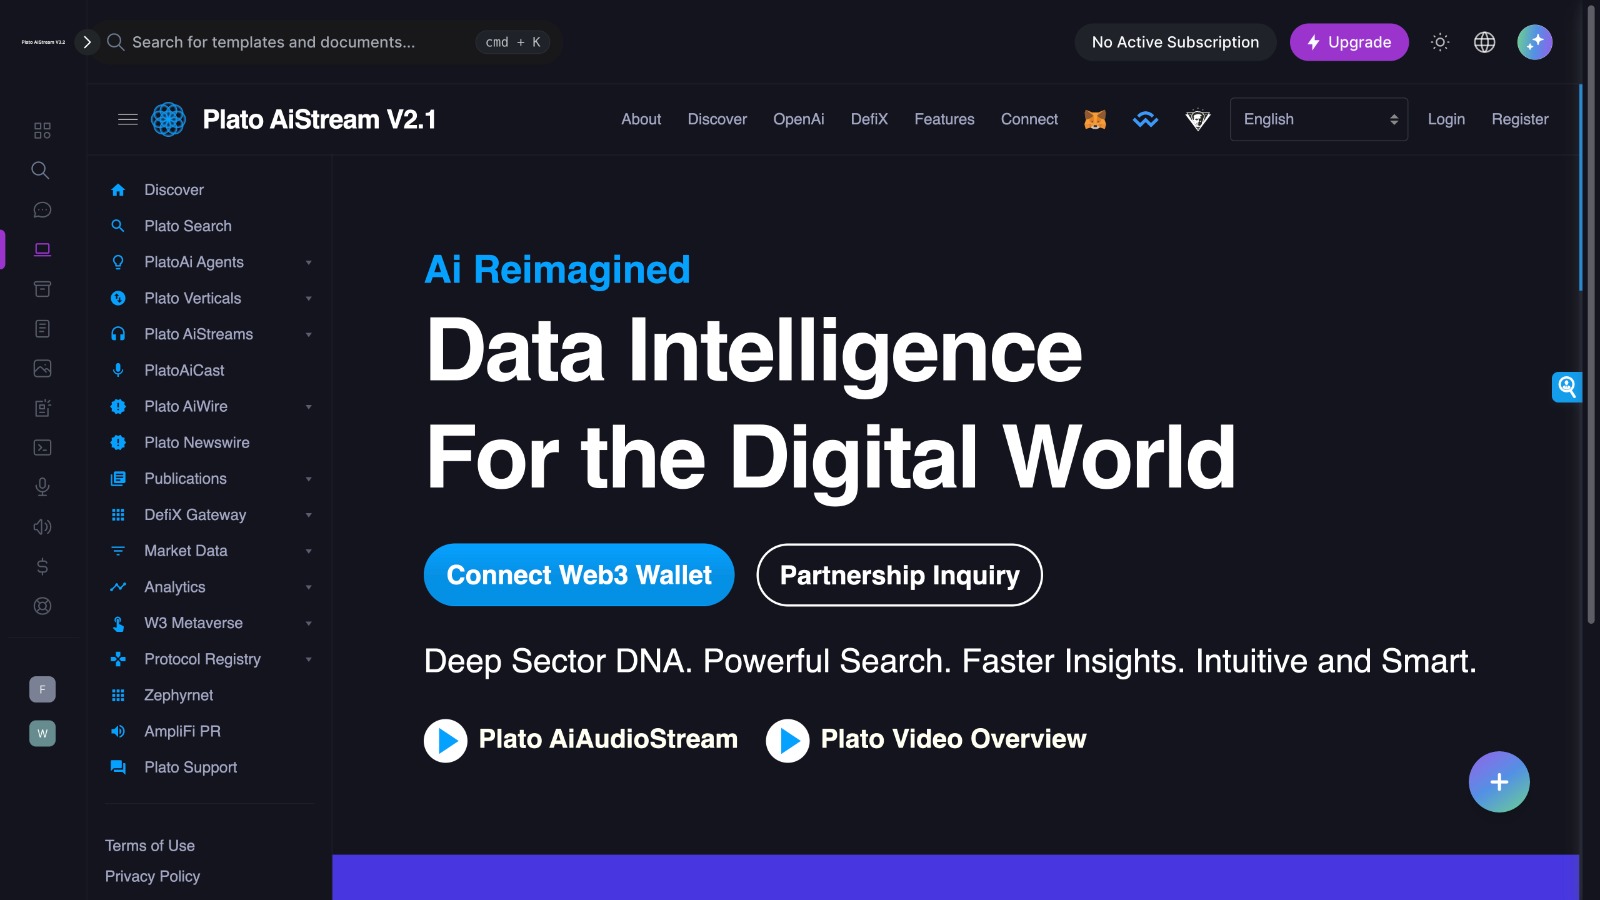 Plato AiStream V3.2
Search for templates and documents...
cmd + K
No Active Subscription
Upgrade
Plato AiStream V2.1
About
Discover
OpenAi
DefiX
Features
Connect
English
Login
Register
Discover
Plato Search
PlatoAi Agents
Plato Verticals
Plato AiStreams
PlatoAiCast
Plato AiWire
Plato Newswire
Publications
DefiX Gateway
Market Data
Analytics
W3 Metaverse
Protocol Registry
Zephyrnet
AmpliFi PR
Plato Support
Terms of Use
Privacy Policy
F
W
Ai Reimagined
Data Intelligence
For the Digital World
Connect Web3 Wallet
Partnership Inquiry
Deep Sector DNA. Powerful Search. Faster Insights. Intuitive and Smart.
Plato AiAudioStream
Plato Video Overview